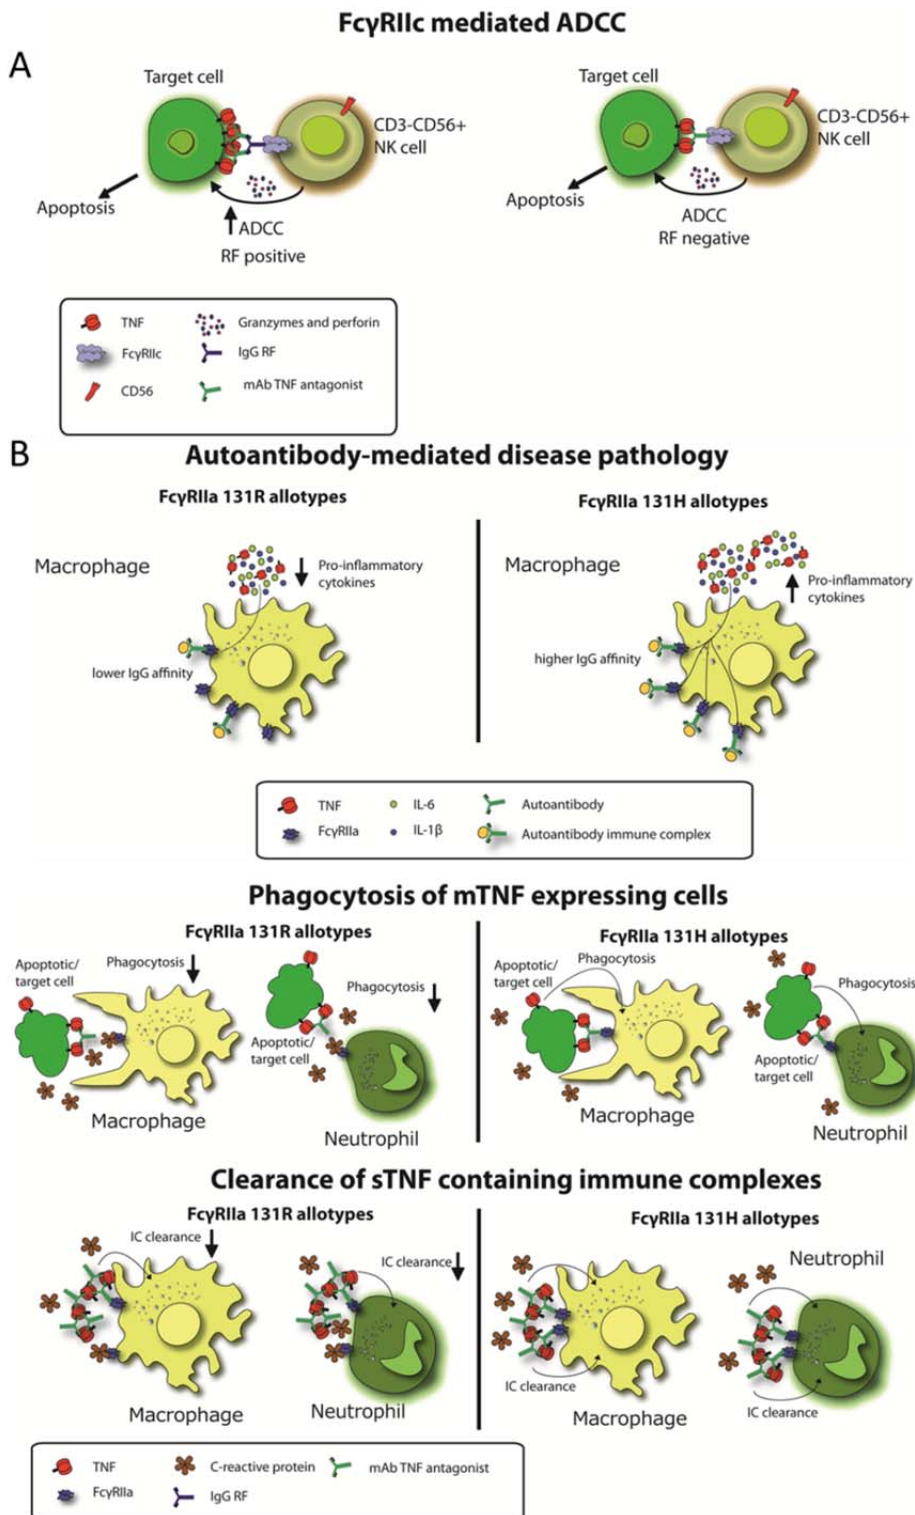 FcγRIIc mediated ADCC
A
Target cell
CD3-CD56+
NK cell
Apoptosis
ADCC
RF positive
CD3-CD56+
NK cell
Apoptosis
ADCC
RF negative
TNF
Granzymes and perforin
FcγRIIc
IgG RF
CD56
mAb TNF antagonist
B
Autoantibody-mediated disease pathology
FcγRIIa 131R allotypes
FcγRIIa 131H allotypes
Macrophage
Pro-inflammatory
cytokines
lower IgG affinity
Macrophage
Pro-inflammatory
cytokines
higher IgG affinity
TNF
IL-6
Autoantibody
FcγRIIa
IL-1β
Autoantibody immune complex
Phagocytosis of mTNF expressing cells
FcγRIIa 131R allotypes
FcγRIIa 131H allotypes
Apoptotic/
target cell
Phagocytosis
Phagocytosis
Apoptotic/
target cell
Macrophage
Neutrophil
Apoptotic/
target cell
Phagocytosis
Phagocytosis
Apoptotic/
target cell
Macrophage
Neutrophil
Clearance of sTNF containing immune complexes
FcγRIIa 131R allotypes
FcγRIIa 131H allotypes
IC clearance
IC clearance
Macrophage
Neutrophil
Neutrophil
IC clearance
IC clearance
Macrophage
TNF
C-reactive protein
mAb TNF antagonist
FcγRIIa
IgG RF